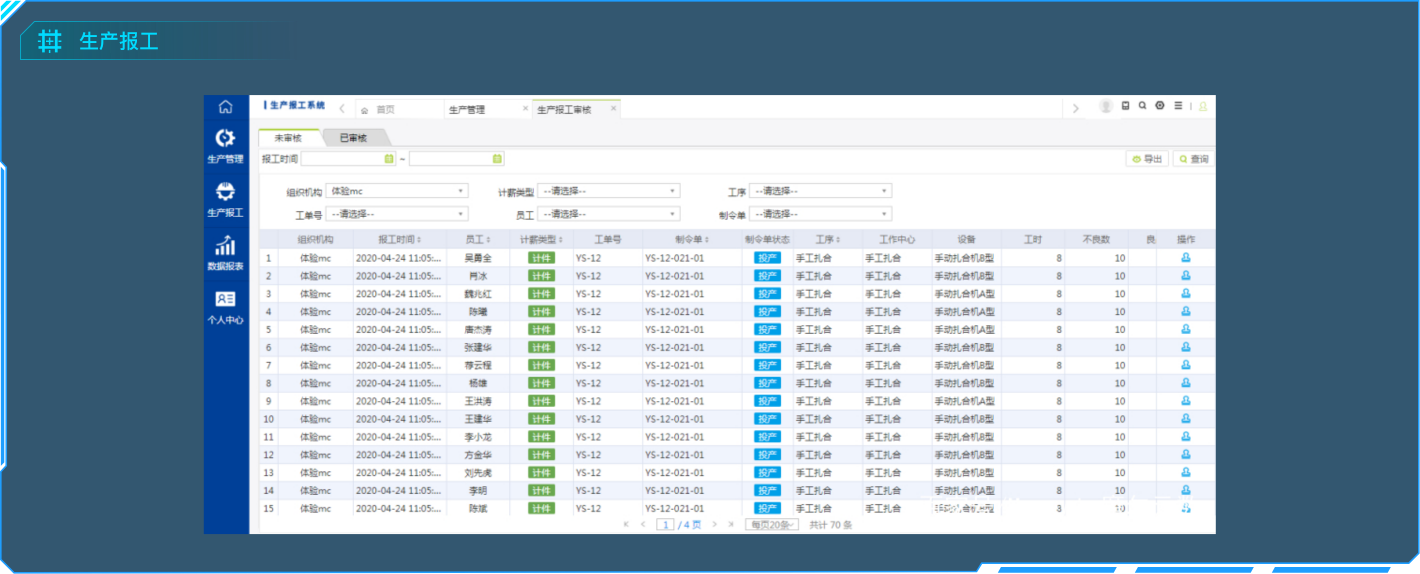 生产报工
生产报工系统 首页 生产管理 × 生产报工审核 ×
生产管理
生产报工
数据报表
个人中心
未审核 已审核
报工时间 ~ 导出 查询
组织机构 体验mc 计薪类型 --请选择-- 工序 --请选择--
工单号 --请选择-- 员工 --请选择-- 制令单 --请选择--
组织机构 报工时间 员工 计薪类型 工单号 制令单 制令单状态 工序 工作中心 设备 工时 不良数 良 操作
1 体验mc 2020-04-24 11:05:... 吴勇全 计件 YS-12 YS-12-021-01 投产 手工扎合 手工扎合 手动扎合机B型 8 10
2 体验mc 2020-04-24 11:05:... 肖冰 计件 YS-12 YS-12-021-01 投产 手工扎合 手工扎合 手动扎合机B型 8 10
3 体验mc 2020-04-24 11:05:... 魏兆红 计件 YS-12 YS-12-021-01 投产 手工扎合 手工扎合 手动扎合机A型 8 10
4 体验mc 2020-04-24 11:05:... 陈曦 计件 YS-12 YS-12-021-01 投产 手工扎合 手工扎合 手动扎合机A型 8 10
5 体验mc 2020-04-24 11:05:... 唐杰涛 计件 YS-12 YS-12-021-01 投产 手工扎合 手工扎合 手动扎合机A型 8 10
6 体验mc 2020-04-24 11:05:... 张建华 计件 YS-12 YS-12-021-01 投产 手工扎合 手工扎合 手动扎合机B型 8 10
7 体验mc 2020-04-24 11:05:... 云程 计件 YS-12 YS-12-021-01 投产 手工扎合 手工扎合 手动扎合机B型 8 10
8 体验mc 2020-04-24 11:05:... 杨雄 计件 YS-12 YS-12-021-01 投产 手工扎合 手工扎合 手动扎合机B型 8 10
9 体验mc 2020-04-24 11:05:... 王洪涛 计件 YS-12 YS-12-021-01 投产 手工扎合 手工扎合 手动扎合机A型 8 10
10 体验mc 2020-04-24 11:05:... 王建华 计件 YS-12 YS-12-021-01 投产 手工扎合 手工扎合 手动扎合机B型 8 10
11 体验mc 2020-04-24 11:05:... 李小龙 计件 YS-12 YS-12-021-01 投产 手工扎合 手工扎合 手动扎合机B型 8 10
12 体验mc 2020-04-24 11:05:... 方金华 计件 YS-12 YS-12-021-01 投产 手工扎合 手工扎合 手动扎合机B型 8 10
13 体验mc 2020-04-24 11:05:... 刘先虎 计件 YS-12 YS-12-021-01 投产 手工扎合 手工扎合 手动扎合机B型 8 10
14 体验mc 2020-04-24 11:05:... 李明 计件 YS-12 YS-12-021-01 投产 手工扎合 手工扎合 手动扎合机A型 8 10
15 体验mc 2020-04-24 11:05:... 陈斌 计件 YS-12 YS-12-021-01 投产 手工扎合 手工扎合 10
1 / 4 页 每页20条 共计 70 条